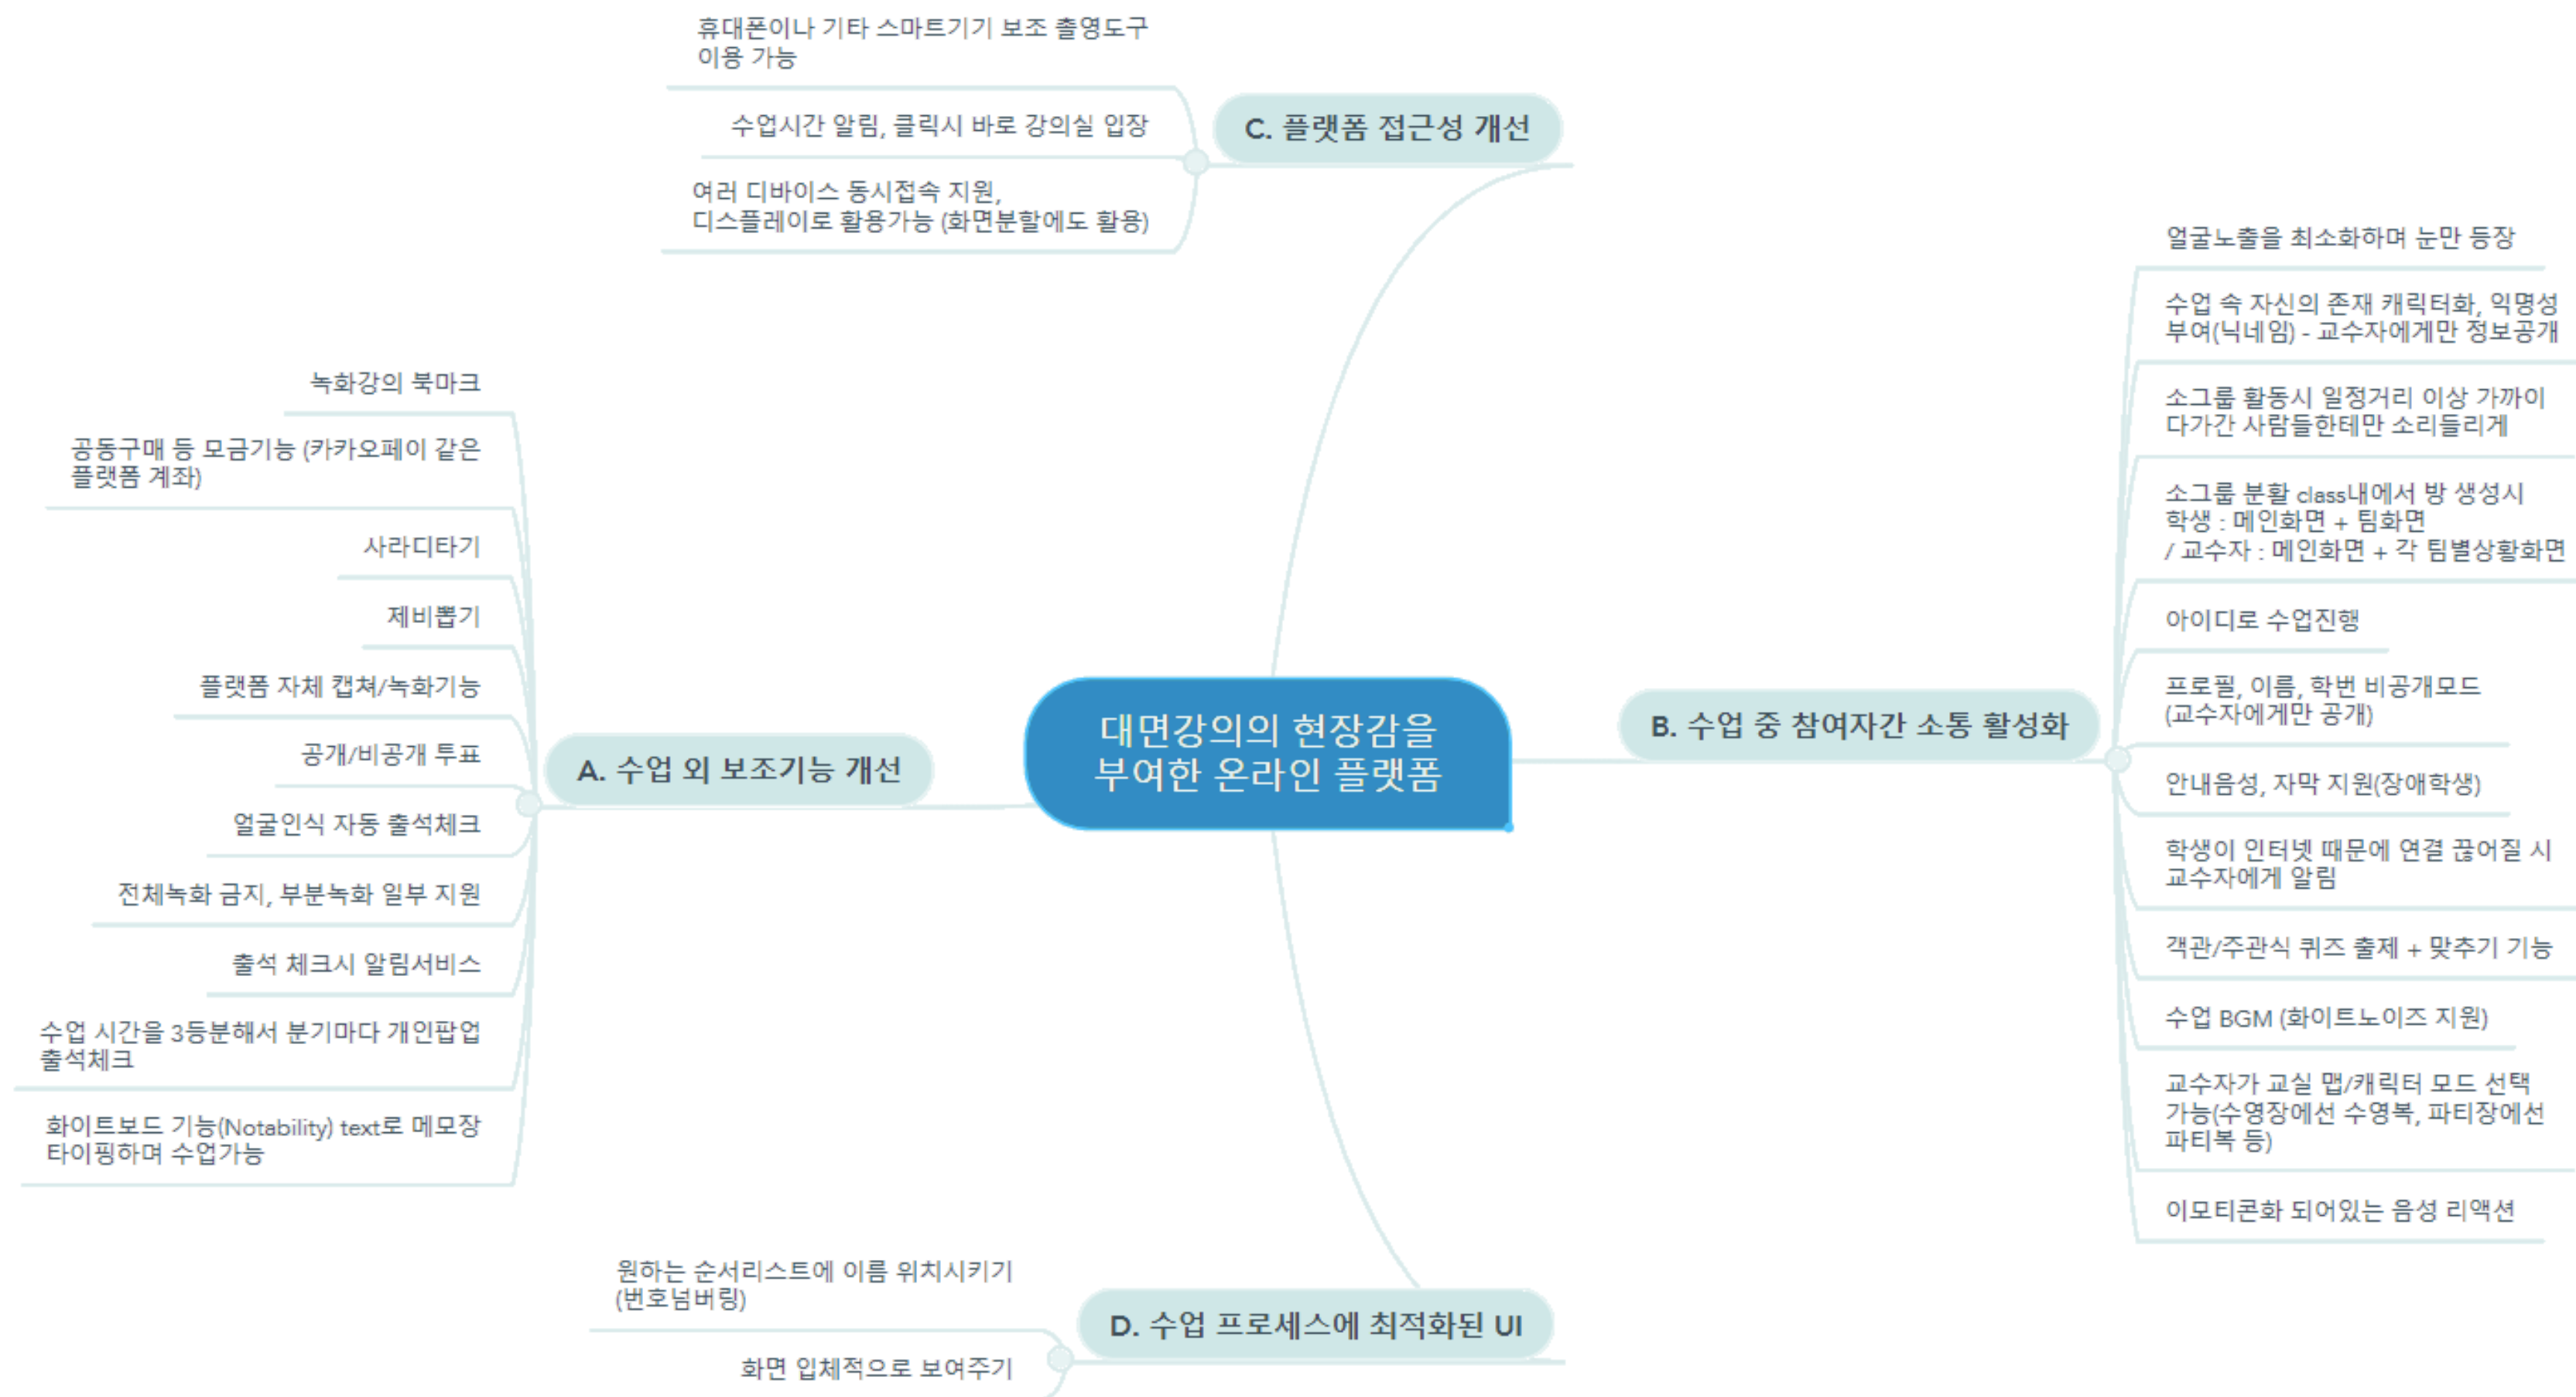 휴대폰이나 기타 스마트기기 보조 촬영도구
이용 가능
수업시간 알림, 클릭시 바로 강의실 입장
여러 디바이스 동시접속 지원,
디스플레이로 활용가능 (화면분할에도 활용)
C. 플랫폼 접근성 개선
녹화강의 북마크
공동구매 등 모금기능 (카카오페이 같은
플랫폼 계좌)
사라디타기
제비뽑기
플랫폼 자체 캡쳐/녹화기능
공개/비공개 투표
얼굴인식 자동 출석체크
전체녹화 금지, 부분녹화 일부 지원
출석 체크시 알림서비스
수업 시간을 3등분해서 분기마다 개인팝업
출석체크
화이트보드 기능(Notability) text로 메모장
타이핑하며 수업가능
A. 수업 외 보조기능 개선
대면강의의 현장감을
부여한 온라인 플랫폼
B. 수업 중 참여자간 소통 활성화
얼굴노출을 최소화하며 눈만 등장
수업 속 자신의 존재 캐릭터화, 익명성
부여(닉네임) - 교수자에게만 정보공개
소그룹 활동시 일정거리 이상 가까이
다가간 사람들한테만 소리들리게
소그룹 분활 class내에서 방 생성시
학생 : 메인화면 + 팀화면
/ 교수자 : 메인화면 + 각 팀별상황화면
아이디로 수업진행
프로필, 이름, 학번 비공개모드
(교수자에게만 공개)
안내음성, 자막 지원(장애학생)
학생이 인터넷 때문에 연결 끊어질 시
교수자에게 알림
객관/주관식 퀴즈 출제 + 맞추기 기능
수업 BGM (화이트노이즈 지원)
교수자가 교실 맵/캐릭터 모드 선택
가능(수영장에선 수영복, 파티장에선
파티복 등)
이모티콘화 되어있는 음성 리액션
원하는 순서리스트에 이름 위치시키기
(번호넘버링)
화면 입체적으로 보여주기
D. 수업 프로세스에 최적화된 UI